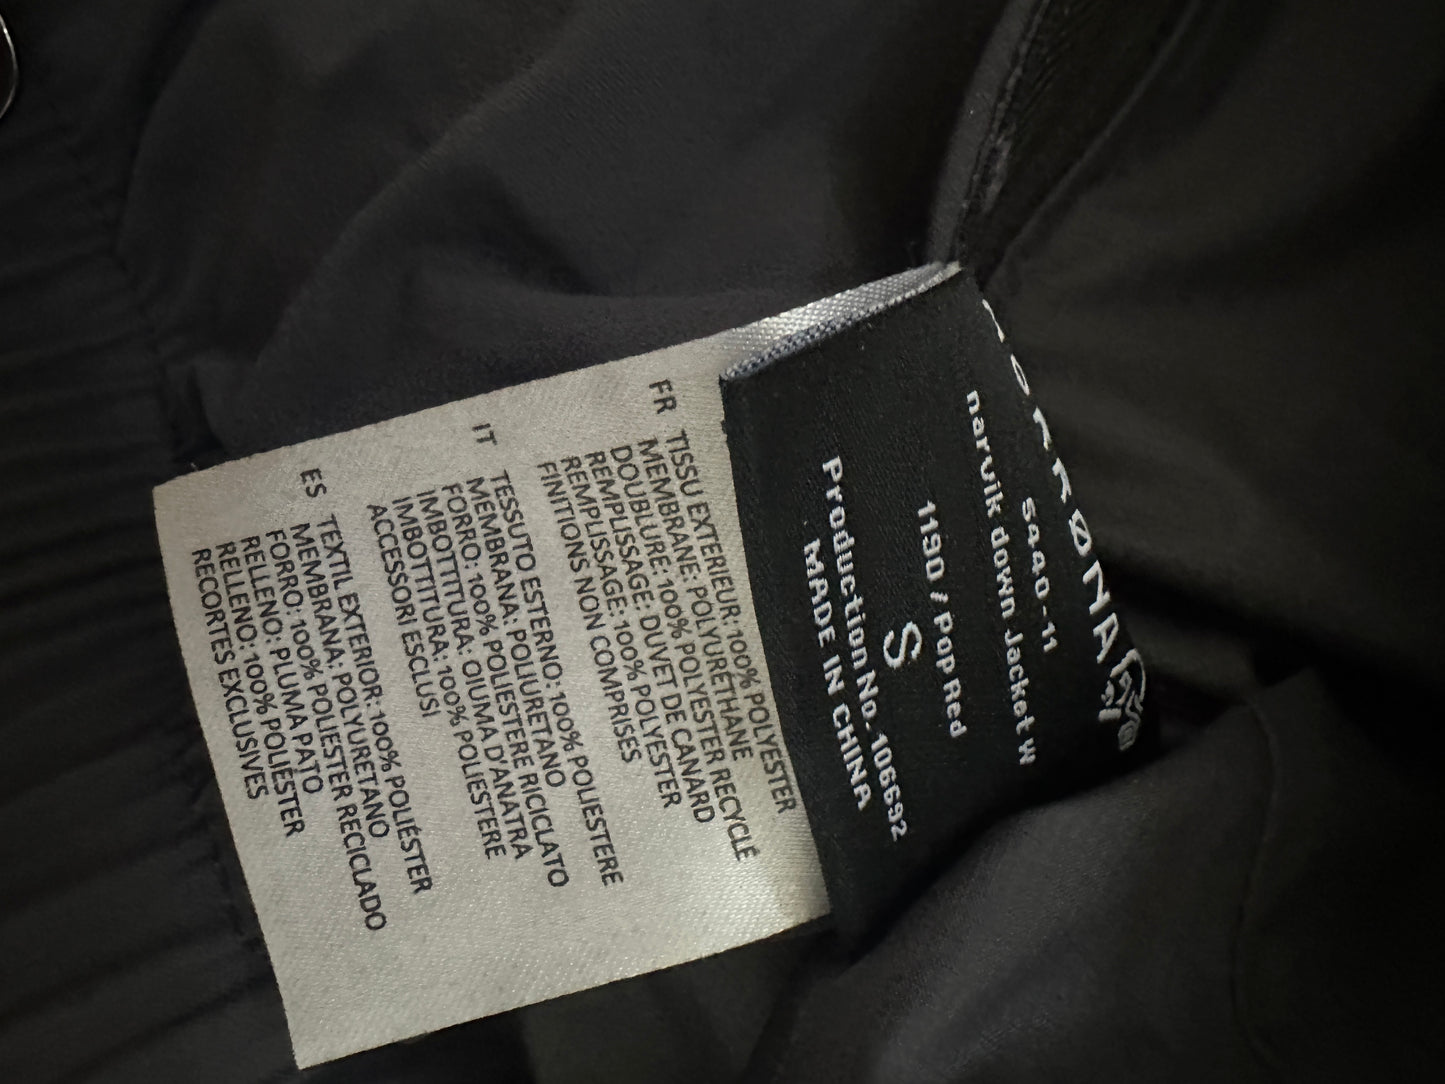 NORRØNA®
5440-11
narvik down Jacket W
1190 / Pop Red
S
Production No. 106692
MADE IN CHINA
FR TISSU EXTERIEUR: 100% POLYESTER
MEMBRANE: POLYURETHANE
DOUBLURE: 100% POLYESTER RECYCLÉ
REMPLISSAGE: DUVET DE CANARD
REMPLISSAGE: 100% POLYESTER
FINITIONS NON COMPRISES
IT TESSUTO ESTERNO: 100% POLIESTERE
MEMBRANA: POLIURETANO
FORRO: 100% POLIESTERE RICICLATO
IMBOTTITURA: OIUMA D'ANATRA
IMBOTTITURA: 100% POLIESTERE
ACCESSORI ESCLUSI
ES TEXTIL EXTERIOR: 100% POLIÉSTER
MEMBRANA: POLYURETANO
FORRO: 100% POLIESTER RECICLADO
RELLENO: PLUMA PATO
RELLENO: 100% POLIÉSTER
RECORTES EXCLUSIVES